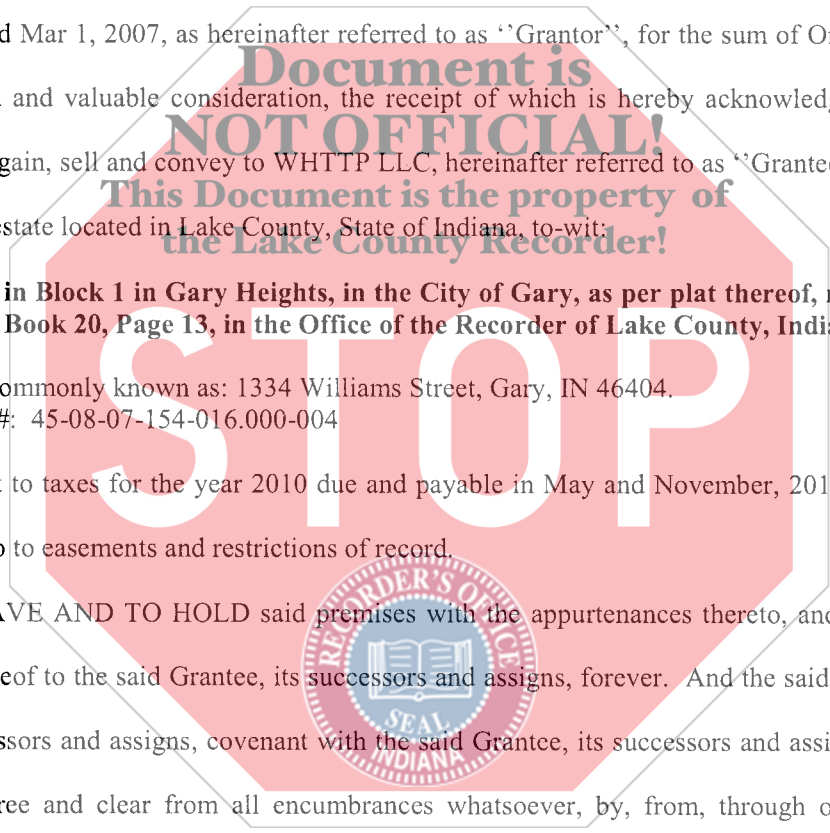 d Mar 1, 2007, as hereinafter referred to as ‘’Grantor’’, for the sum of
Document is
and valuable consideration, the receipt of which is hereby
NOT OFFICIAL!
gain, sell and convey to WHTTP LLC, hereinafter referred to as ‘’Grantee
This Document is the property of
estate located in Lake County, State of Indiana, to-wit:
the Lake County Recorder!
in Block 1 in Gary Heights, in the City of Gary, as per plat thereof,
Book 20, Page 13, in the Office of the Recorder of Lake County,
STOP
ommonly known as: 1334 Williams Street, Gary, IN 46404.
#: 45-08-07-154-016.000-004
to taxes for the year 2010 due and payable in May and November, 201
to easements and restrictions of record.
AVE AND TO HOLD said premises with the appurtenances thereto, and
RECORDER'S OFFICE
eof to the said Grantee, its successors and assigns, forever. And the said
SEAL
ssors and assigns, covenant with the said Grantee, its successors and assi
INDIANA
ree and clear from all encumbrances whatsoever, by, from, through o